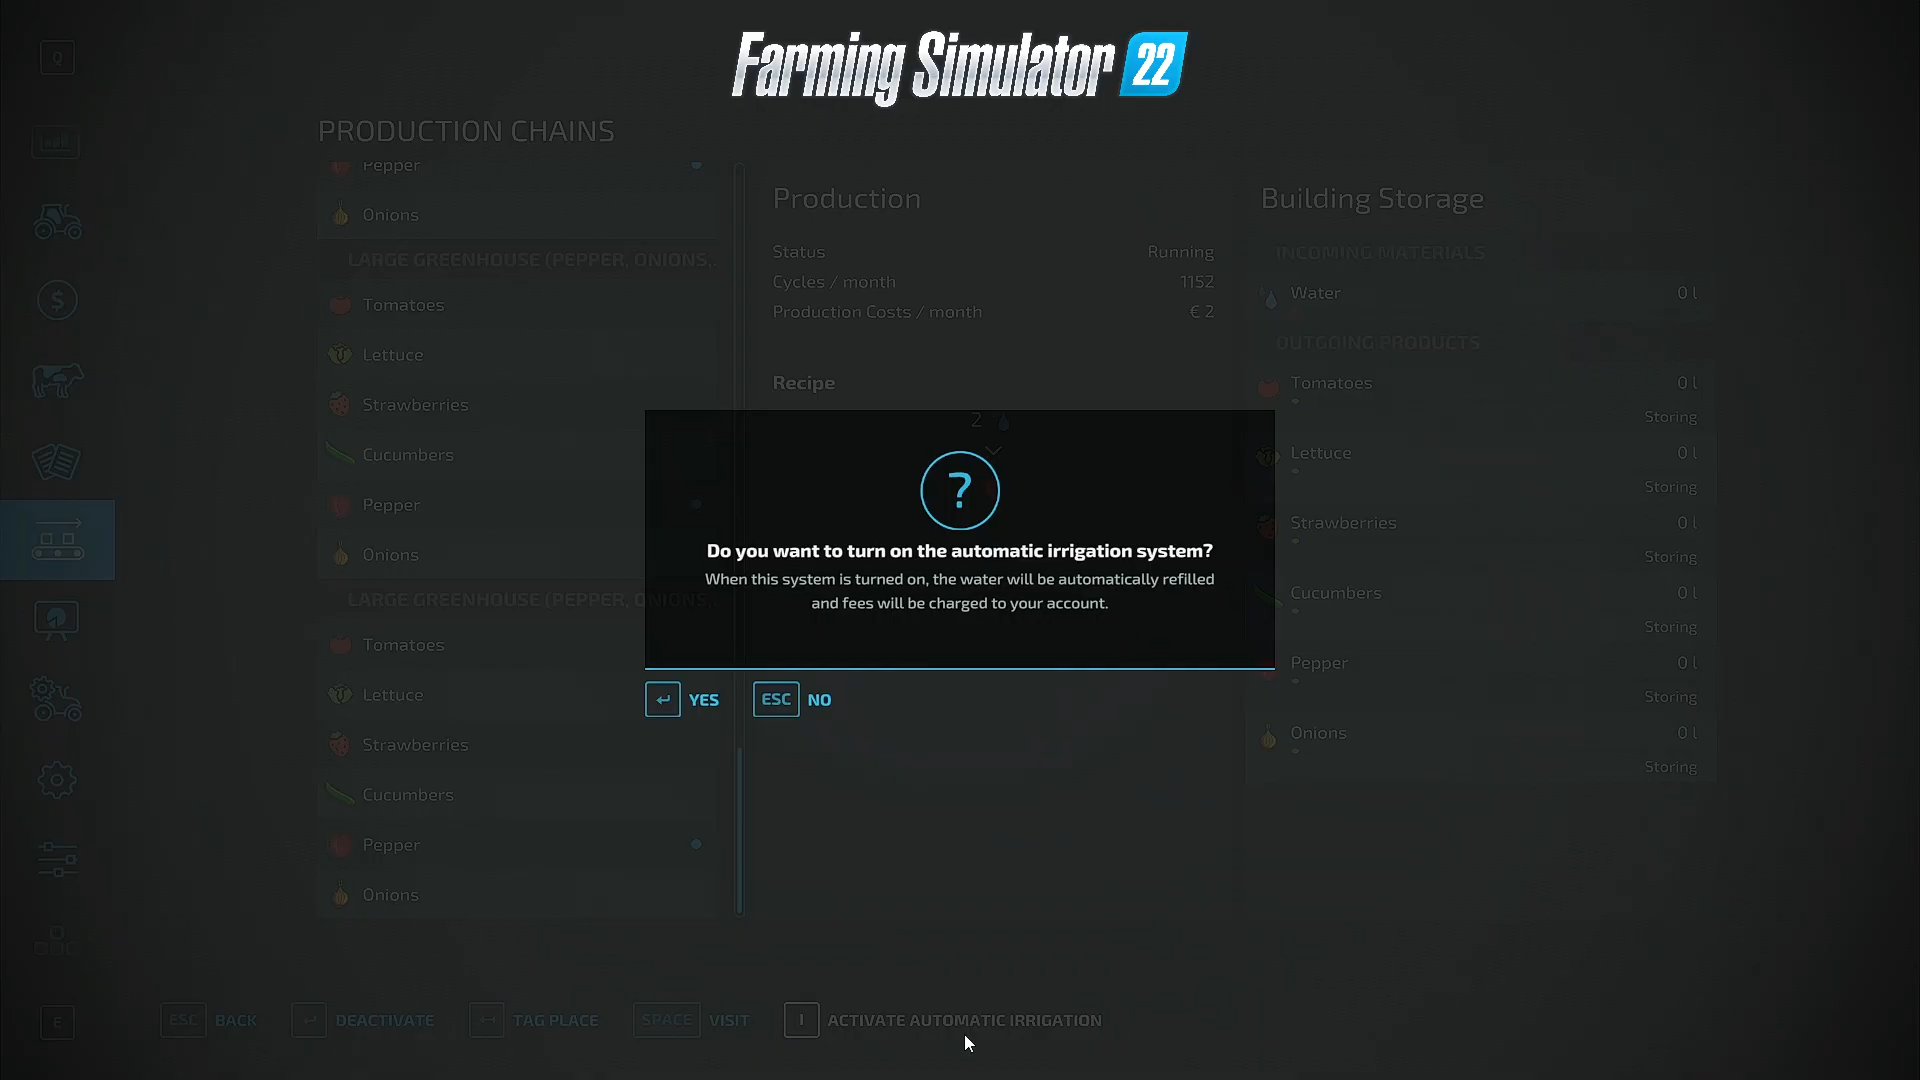 Farming Simulator 22
Q
PRODUCTION CHAINS
Pepper
Onions
LARGE GREENHOUSE (PEPPER, ONIONS,..
Tomatoes
Lettuce
Strawberries
Cucumbers
Pepper
Onions
LARGE GREENHOUSE (PEPPER, ONIONS,..
Tomatoes
Lettuce
Strawberries
Cucumbers
Pepper
Onions
Production
Status Running
Cycles / month 1152
Production Costs / month € 2
Recipe
2
Building Storage
INCOMING MATERIALS
Water 0 l
OUTGOING PRODUCTS
Tomatoes 0 l
Storing
Lettuce 0 l
Storing
Strawberries 0 l
Storing
Cucumbers 0 l
Storing
Pepper 0 l
Storing
Onions 0 l
Storing
?
Do you want to turn on the automatic irrigation system?
When this system is turned on, the water will be automatically refilled
and fees will be charged to your account.
YES ESC NO
E ESC BACK DEACTIVATE TAG PLACE SPACE VISIT I ACTIVATE AUTOMATIC IRRIGATION